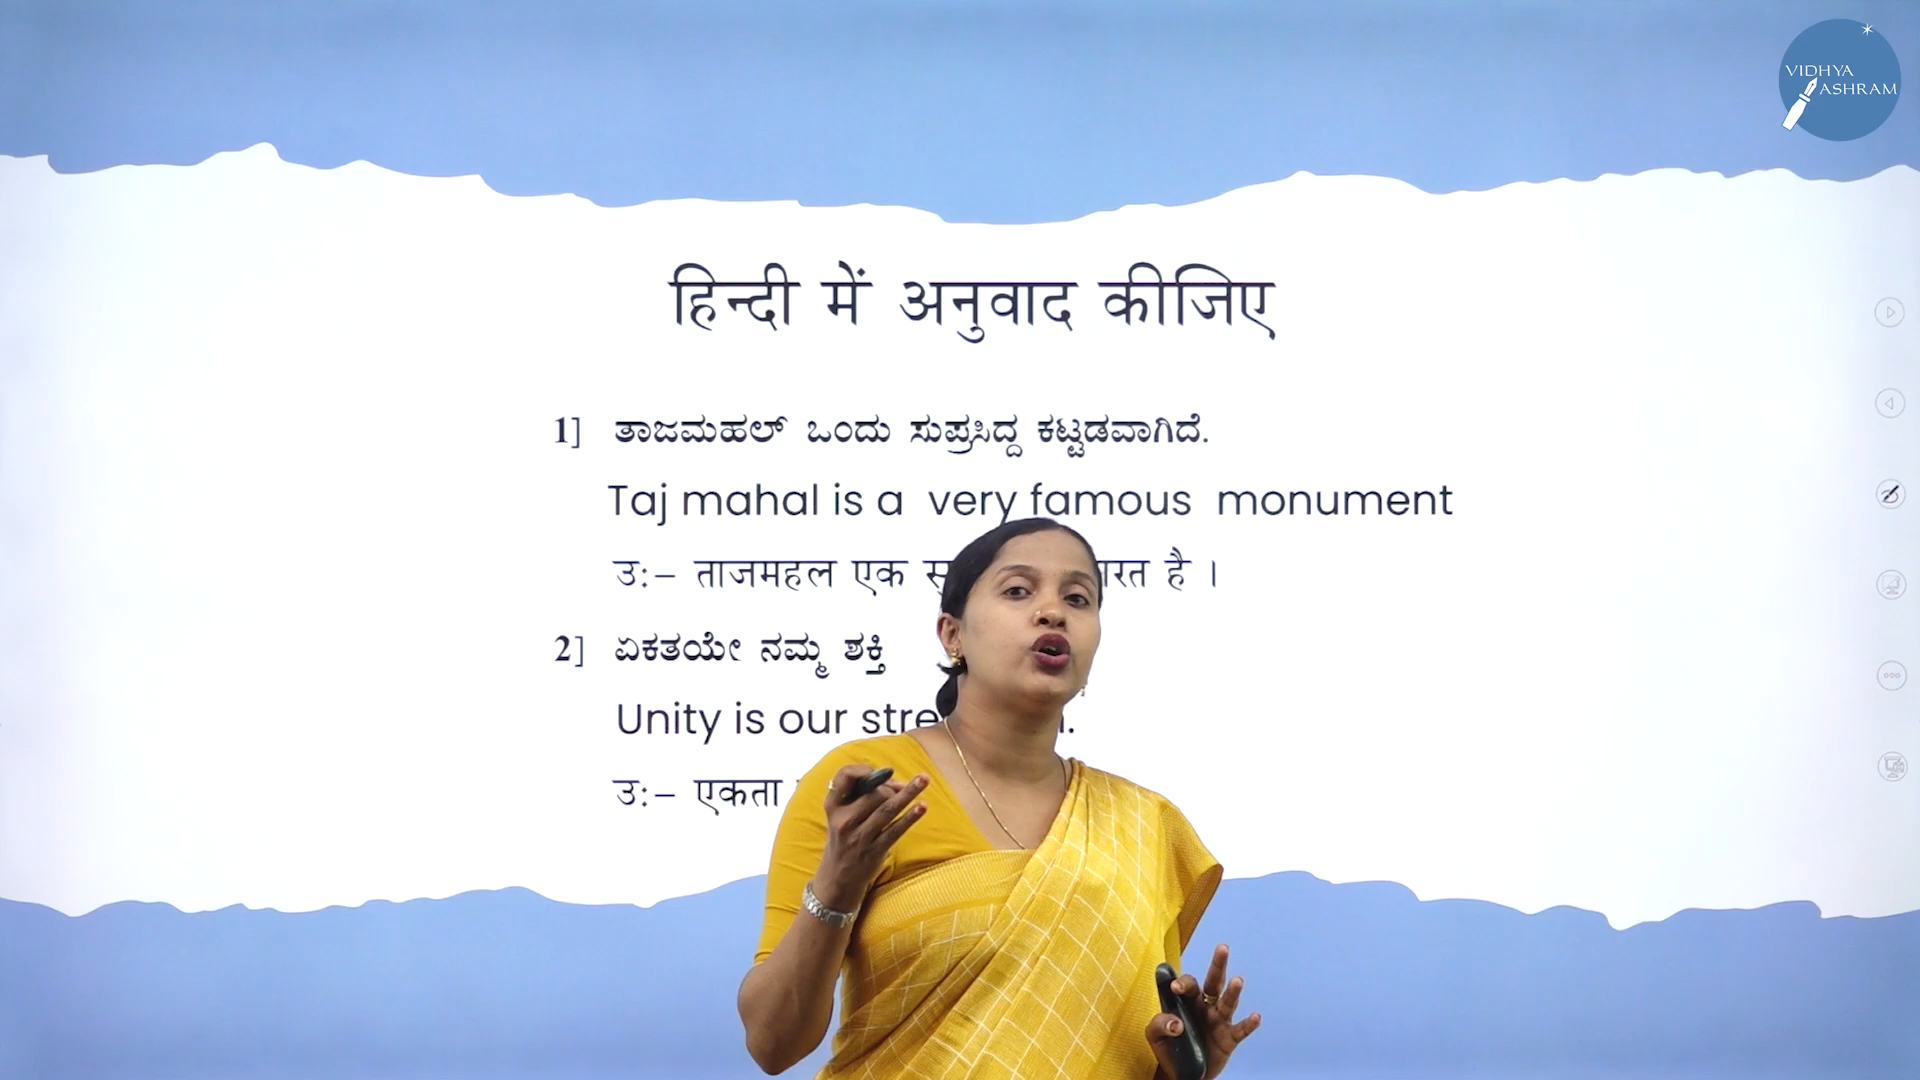 VIDHYA
ASHRAM
हिन्दी में अनुवाद कीजिए
1] ತಾಜಮಹಲ್ ಒಂದು ಸುಪ್ರಸಿದ್ದ ಕಟ್ಟಡವಾಗಿದೆ.
Taj mahal is a very famous monument
उ:– ताजमहल एक है ।
2] ಏಕತಯೇ ನಮ್ಮ ಶಕ್ತಿ
Unity is our
उ:– एकता